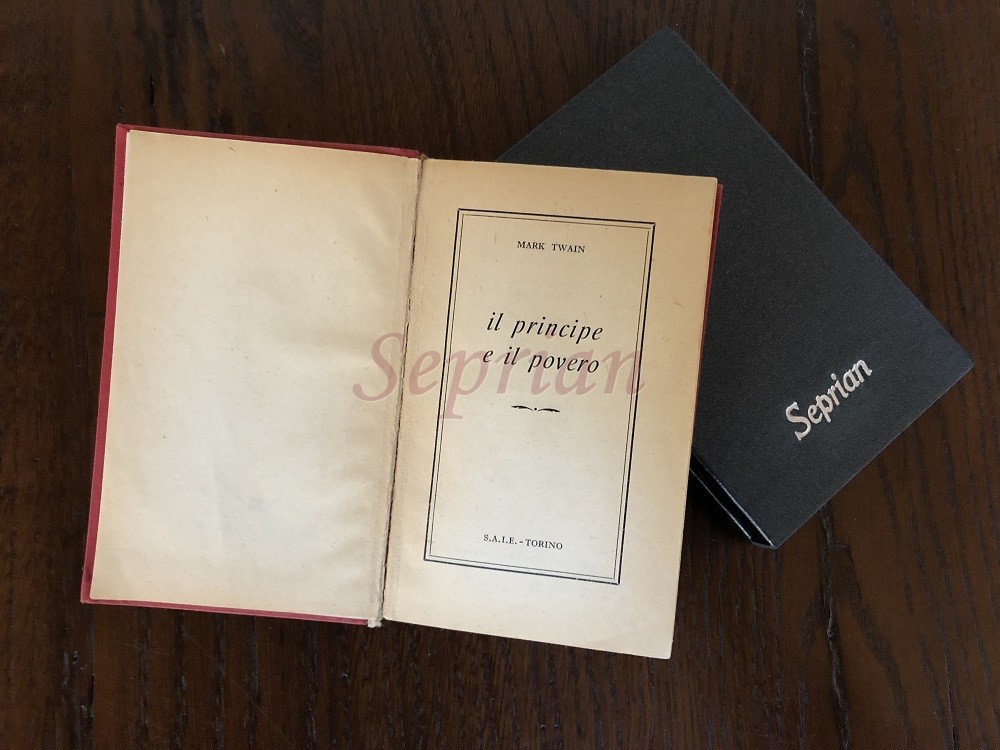 MARK TWAIN
il principe
e il povero
S.A.I.E. - TORINO
Seprian
Seprian